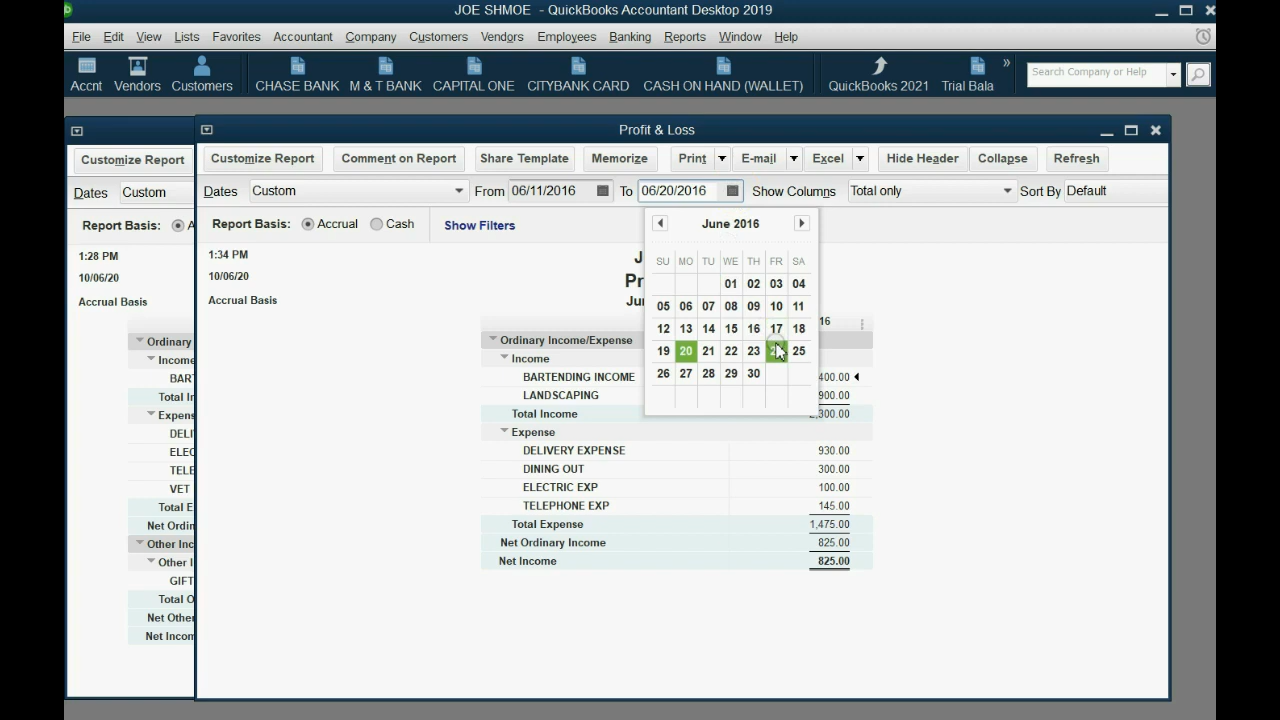 JOE SHMOE - QuickBooks Accountant Desktop 2019
File Edit View Lists Favorites Accountant Company Customers Vendors Employees Banking Reports Window Help
Accnt Vendors Customers CHASE BANK M & T BANK CAPITAL ONE CITYBANK CARD CASH ON HAND (WALLET) QuickBooks 2021 Trial Bala » Search Company or Help
Profit & Loss
Customize Report
Customize Report Comment on Report Share Template Memorize Print E-mail Excel Hide Header Collapse Refresh
Dates Custom
Dates Custom From 06/11/2016 To 06/20/2016 Show Columns Total only Sort By Default
Report Basis: A
Report Basis: Accrual Cash Show Filters
June 2016
SU MO TU WE TH FR SA
01 02 03 04
05 06 07 08 09 10 11
12 13 14 15 16 17 18
19 20 21 22 23 25
26 27 28 29 30
1:28 PM
10/06/20
Accrual Basis
1:34 PM
10/06/20
Accrual Basis
J
Pr
Jun
16
Ordinary
Income
BAR
Total In
Expens
DELI
ELEC
TELE
VET
Total E
Net Ordin
Other Inc
Other I
GIFT
Total O
Net Other
Net Incom
Ordinary Income/Expense
Income
BARTENDING INCOME 400.00
LANDSCAPING 900.00
Total Income 2,300.00
Expense
DELIVERY EXPENSE 930.00
DINING OUT 300.00
ELECTRIC EXP 100.00
TELEPHONE EXP 145.00
Total Expense 1,475.00
Net Ordinary Income 825.00
Net Income 825.00